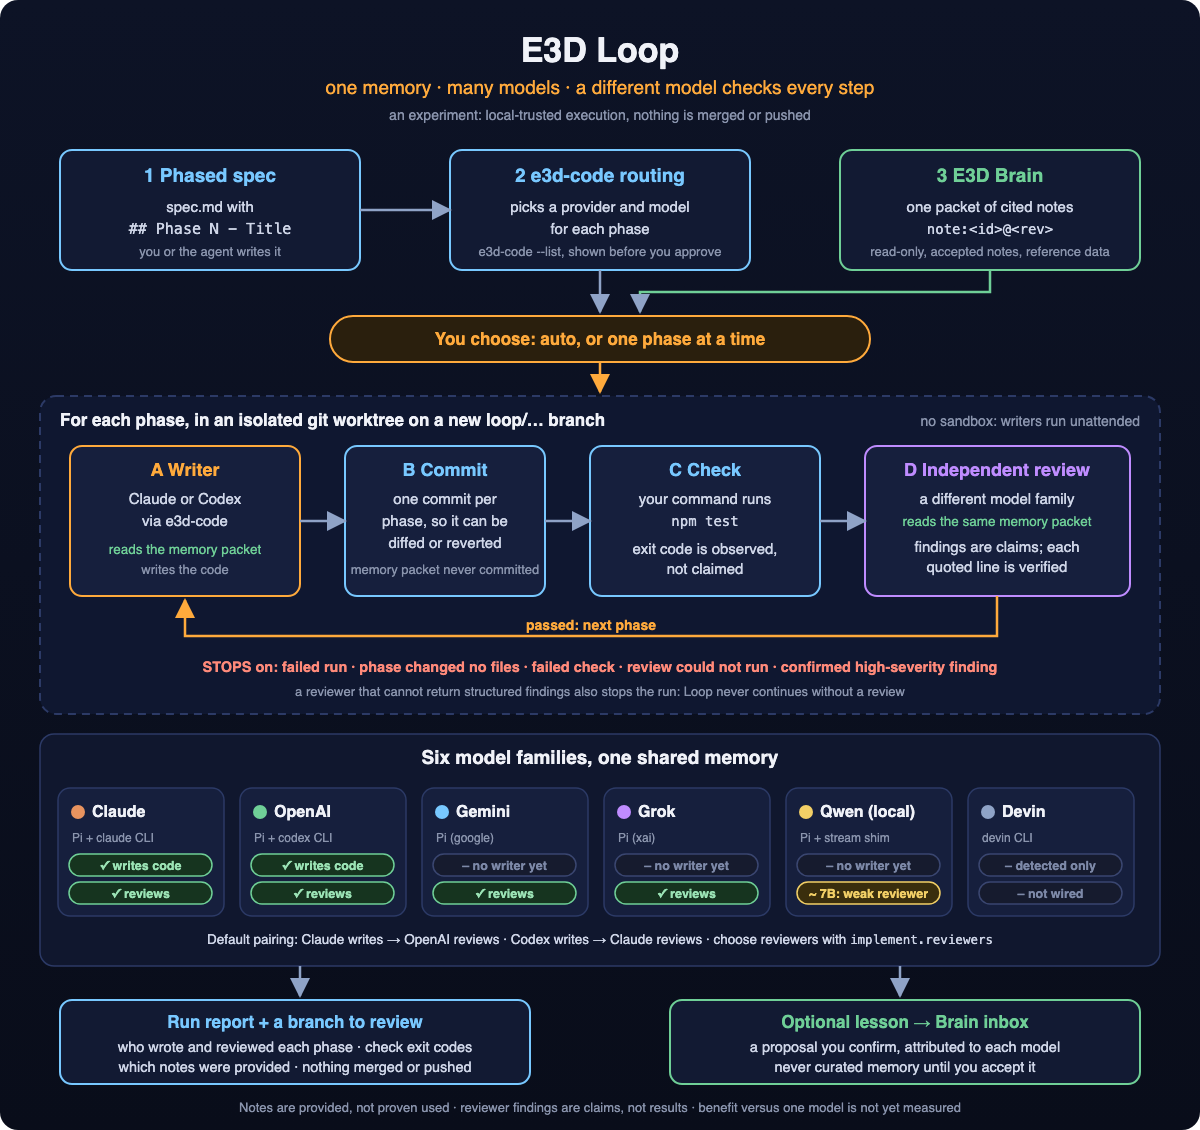 E3D Loop
one memory · many models · a different model checks every step
an experiment: local-trusted execution, nothing is merged or pushed
1 Phased spec
spec.md with
## Phase N – Title
you or the agent writes it
2 e3d-code routing
picks a provider and model
for each phase
e3d-code --list, shown before you approve
3 E3D Brain
one packet of cited notes
note:<id>@<rev>
read-only, accepted notes, reference data
You choose: auto, or one phase at a time
For each phase, in an isolated git worktree on a new loop/... branch
no sandbox: writers run unattended
A Writer
Claude or Codex
via e3d-code
reads the memory packet
writes the code
B Commit
one commit per
phase, so it can be
diffed or reverted
memory packet never committed
C Check
your command runs
npm test
exit code is observed,
not claimed
D Independent review
a different model family
reads the same memory packet
findings are claims; each
quoted line is verified
passed: next phase
STOPS on: failed run · phase changed no files · failed check · review could not run · confirmed high-severity finding
a reviewer that cannot return structured findings also stops the run: Loop never continues without a review
Six model families, one shared memory
Claude
Pi + claude CLI
✓ writes code
✓ reviews
OpenAI
Pi + codex CLI
✓ writes code
✓ reviews
Gemini
Pi (google)
– no writer yet
✓ reviews
Grok
Pi (xai)
– no writer yet
✓ reviews
Qwen (local)
Pi + stream shim
– no writer yet
~ 7B: weak reviewer
Devin
devin CLI
– detected only
– not wired
Default pairing: Claude writes → OpenAI reviews · Codex writes → Claude reviews · choose reviewers with implement.reviewers
Run report + a branch to review
who wrote and reviewed each phase · check exit codes
which notes were provided · nothing merged or pushed
Optional lesson → Brain inbox
a proposal you confirm, attributed to each model
never curated memory until you accept it
Notes are provided, not proven used · reviewer findings are claims, not results · benefit versus one model is not yet measured